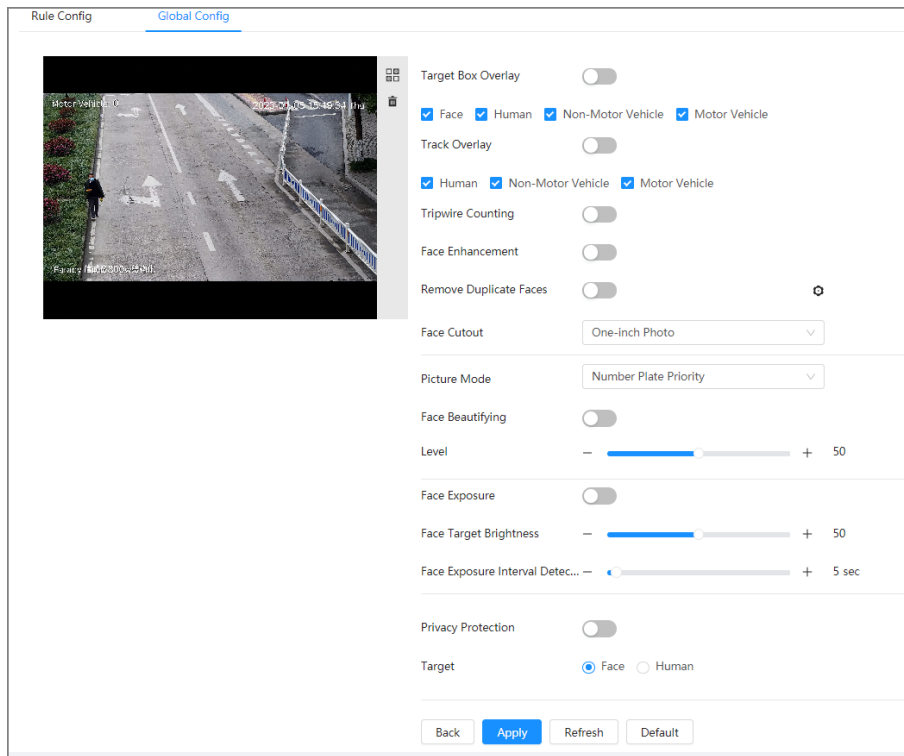 Rule Config Global Config
Motor Vehicle: 0
Target Box Overlay
Face Human Non-Motor Vehicle Motor Vehicle
Track Overlay
Human Non-Motor Vehicle Motor Vehicle
Tripwire Counting
Face Enhancement
Remove Duplicate Faces
Face Cutout One-inch Photo
Picture Mode Number Plate Priority
Face Beautifying
Level − + 50
Face Exposure
Face Target Brightness − + 50
Face Exposure Interval Detec... − + 5 sec
Privacy Protection
Target Face Human
Back Apply Refresh Default